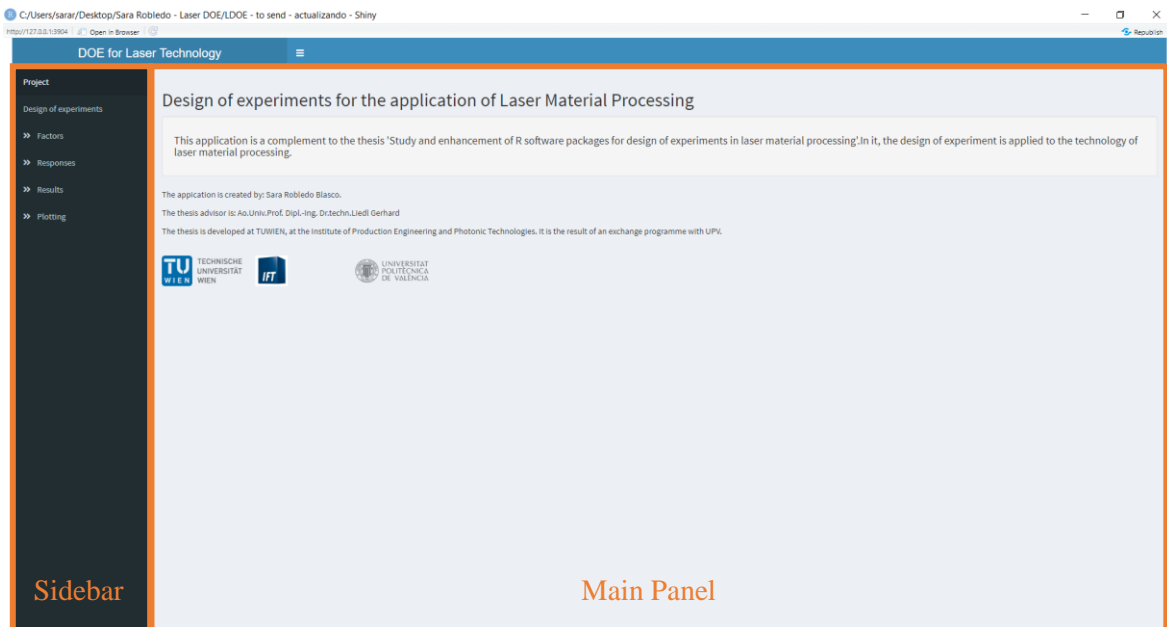 C:/Users/sarar/Desktop/Sara Robledo - Laser DOE/LDOE - to send - actualizando - Shiny
http://127.0.0.1:3904 Open in Browser Republish
DOE for Laser Technology
Project
Design of experiments
Factors
Responses
Results
Plotting
Design of experiments for the application of Laser Material Processing
This application is a complement to the thesis 'Study and enhancement of R software packages for design of experiments in laser material processing'.In it, the design of experiment is applied to the technology of
laser material processing.
The appication is created by: Sara Robledo Blasco.
The thesis advisor is: Ao.Univ.Prof. Dipl.-Ing. Dr.techn.Liedl Gerhard
The thesis is developed at TUWIEN, at the Institute of Production Engineering and Photonic Technologies. It is the result of an exchange programme with UPV.
TU
WIEN
TECHNISCHE
UNIVERSITÄT
WIEN
IFT
UNIVERSITAT
POLITÈCNICA
DE VALÈNCIA
Sidebar
Main Panel